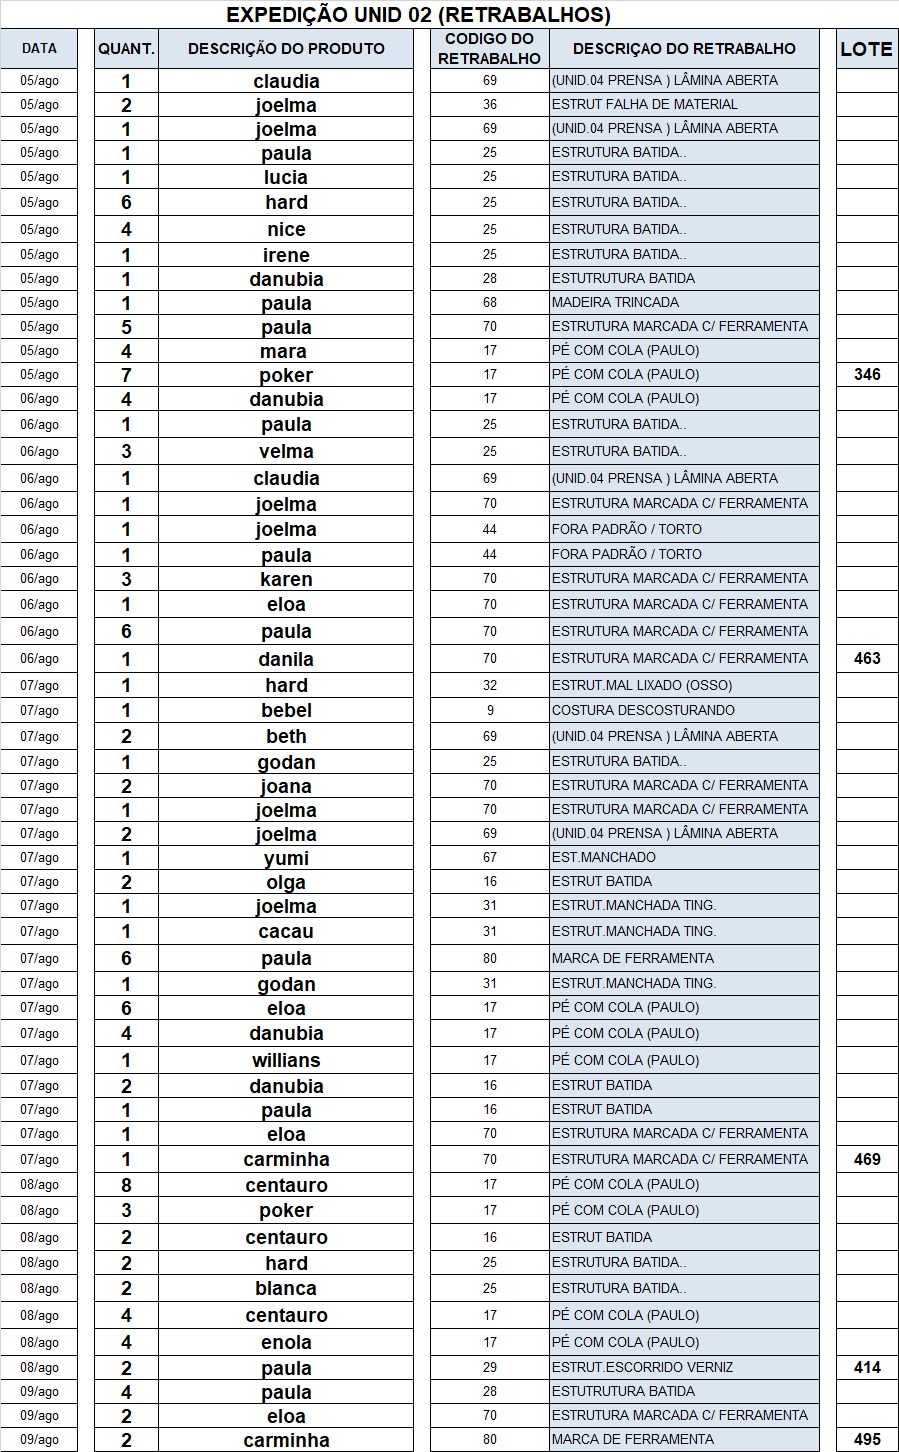 EXPEDIÇÃO UNID 02 (RETRABALHOS)
DATA QUANT. DESCRIÇÃO DO PRODUTO CODIGO DO RETRABALHO DESCRIÇAO DO RETRABALHO LOTE
05/ago 1 claudia 69 (UNID.04 PRENSA ) LÂMINA ABERTA
05/ago 2 joelma 36 ESTRUT FALHA DE MATERIAL
05/ago 1 joelma 69 (UNID.04 PRENSA ) LÂMINA ABERTA
05/ago 1 paula 25 ESTRUTURA BATIDA..
05/ago 1 lucia 25 ESTRUTURA BATIDA..
05/ago 6 hard 25 ESTRUTURA BATIDA..
05/ago 4 nice 25 ESTRUTURA BATIDA..
05/ago 1 irene 25 ESTRUTURA BATIDA..
05/ago 1 danubia 28 ESTUTRUTURA BATIDA
05/ago 1 paula 68 MADEIRA TRINCADA
05/ago 5 paula 70 ESTRUTURA MARCADA C/ FERRAMENTA
05/ago 4 mara 17 PÉ COM COLA (PAULO)
05/ago 7 poker 17 PÉ COM COLA (PAULO) 346
06/ago 4 danubia 17 PÉ COM COLA (PAULO)
06/ago 1 paula 25 ESTRUTURA BATIDA..
06/ago 3 velma 25 ESTRUTURA BATIDA..
06/ago 1 claudia 69 (UNID.04 PRENSA ) LÂMINA ABERTA
06/ago 1 joelma 70 ESTRUTURA MARCADA C/ FERRAMENTA
06/ago 1 joelma 44 FORA PADRÃO / TORTO
06/ago 1 paula 44 FORA PADRÃO / TORTO
06/ago 3 karen 70 ESTRUTURA MARCADA C/ FERRAMENTA
06/ago 1 eloa 70 ESTRUTURA MARCADA C/ FERRAMENTA
06/ago 6 paula 70 ESTRUTURA MARCADA C/ FERRAMENTA
06/ago 1 danila 70 ESTRUTURA MARCADA C/ FERRAMENTA 463
07/ago 1 hard 32 ESTRUT.MAL LIXADO (OSSO)
07/ago 1 bebel 9 COSTURA DESCOSTURANDO
07/ago 2 beth 69 (UNID.04 PRENSA ) LÂMINA ABERTA
07/ago 1 godan 25 ESTRUTURA BATIDA..
07/ago 2 joana 70 ESTRUTURA MARCADA C/ FERRAMENTA
07/ago 1 joelma 70 ESTRUTURA MARCADA C/ FERRAMENTA
07/ago 2 joelma 69 (UNID.04 PRENSA ) LÂMINA ABERTA
07/ago 1 yumi 67 EST.MANCHADO
07/ago 2 olga 16 ESTRUT BATIDA
07/ago 1 joelma 31 ESTRUT.MANCHADA TING.
07/ago 1 cacau 31 ESTRUT.MANCHADA TING.
07/ago 6 paula 80 MARCA DE FERRAMENTA
07/ago 1 godan 31 ESTRUT.MANCHADA TING.
07/ago 6 eloa 17 PÉ COM COLA (PAULO)
07/ago 4 danubia 17 PÉ COM COLA (PAULO)
07/ago 1 willians 17 PÉ COM COLA (PAULO)
07/ago 2 danubia 16 ESTRUT BATIDA
07/ago 1 paula 16 ESTRUT BATIDA
07/ago 1 eloa 70 ESTRUTURA MARCADA C/ FERRAMENTA
07/ago 1 carminha 70 ESTRUTURA MARCADA C/ FERRAMENTA 469
08/ago 8 centauro 17 PÉ COM COLA (PAULO)
08/ago 3 poker 17 PÉ COM COLA (PAULO)
08/ago 2 centauro 16 ESTRUT BATIDA
08/ago 2 hard 25 ESTRUTURA BATIDA..
08/ago 2 blanca 25 ESTRUTURA BATIDA..
08/ago 4 centauro 17 PÉ COM COLA (PAULO)
08/ago 4 enola 17 PÉ COM COLA (PAULO)
08/ago 2 paula 29 ESTRUT.ESCORRIDO VERNIZ 414
09/ago 4 paula 28 ESTUTRUTURA BATIDA
09/ago 2 eloa 70 ESTRUTURA MARCADA C/ FERRAMENTA
09/ago 2 carminha 80 MARCA DE FERRAMENTA 495